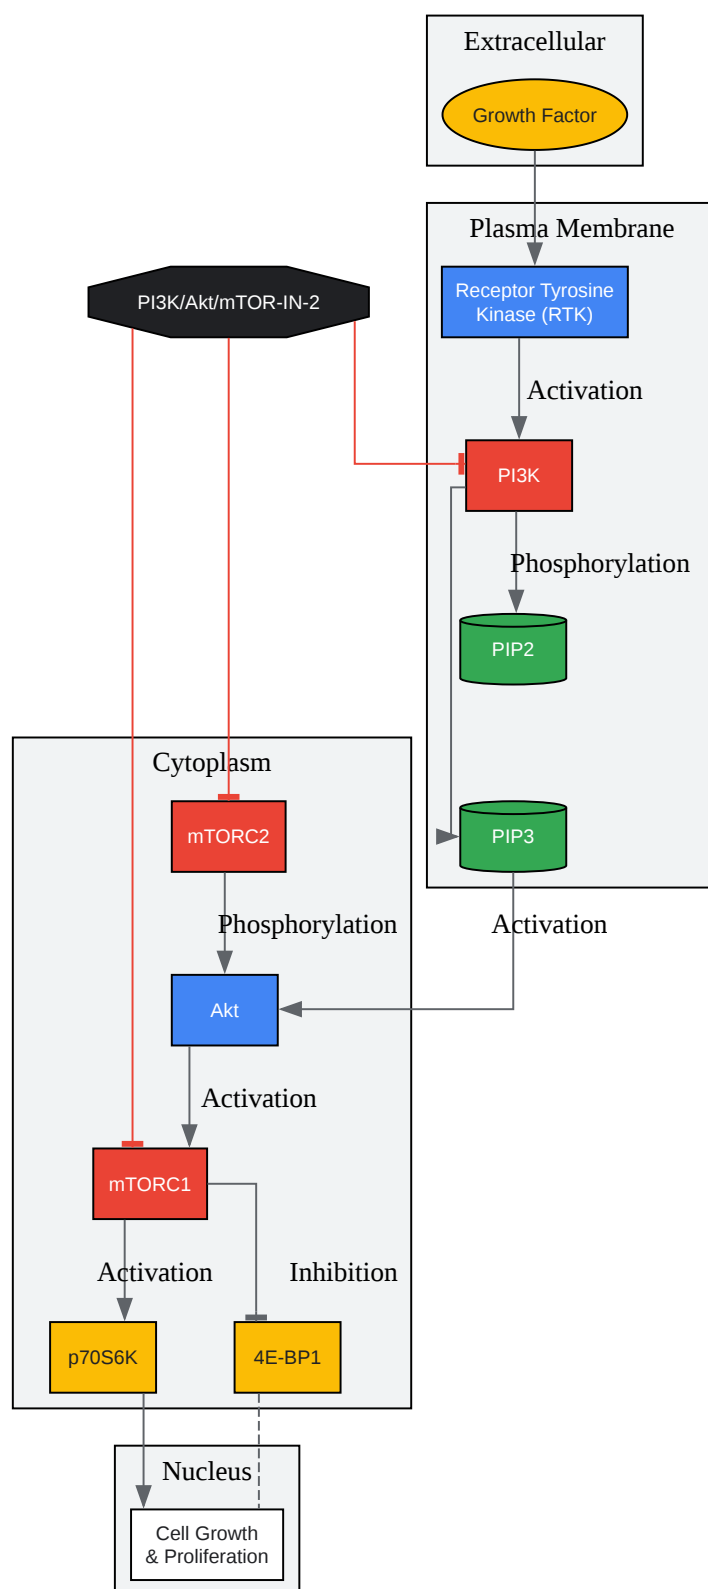 Extracellular
Growth Factor
Plasma Membrane
PI3K/Akt/mTOR-IN-2
Receptor Tyrosine
Kinase (RTK)
Activation
PI3K
Phosphorylation
PIP2
Cytoplasm
mTORC2
PIP3
Phosphorylation
Activation
Akt
Activation
mTORC1
Activation
Inhibition
p70S6K
4E-BP1
Nucleus
Cell Growth
& Proliferation